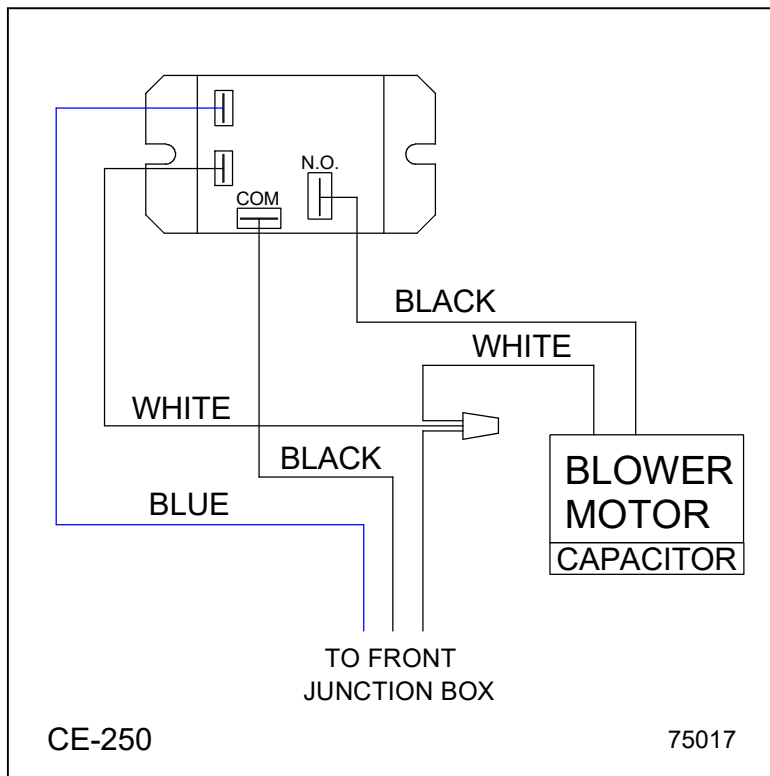 N.O.
COM
BLACK
WHITE
WHITE
BLACK
BLUE
BLOWER
MOTOR
CAPACITOR
TO FRONT
JUNCTION BOX
CE-250
75017